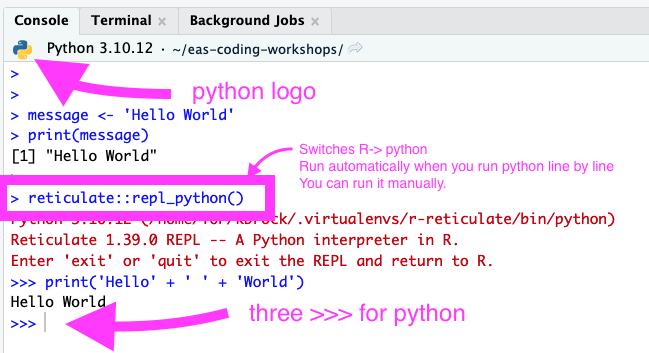 Console Terminal × Background Jobs ×
Python 3.10.12 · ~/eas-coding-workshops/
>
python logo
>
> message <- 'Hello World'
> print(message)
[1] "Hello World"
Switches R-> python
Run automatically when you run python line by line
You can run it manually.
> reticulate::repl_python()
Python 3.10.12 (/home/ rock/.virtualenvs/r-reticulate/bin/python)
Reticulate 1.39.0 REPL -- A Python interpreter in R.
Enter 'exit' or 'quit' to exit the REPL and return to R.
>>> print('Hello' + ' ' + 'World')
Hello World
three >>> for python
>>>